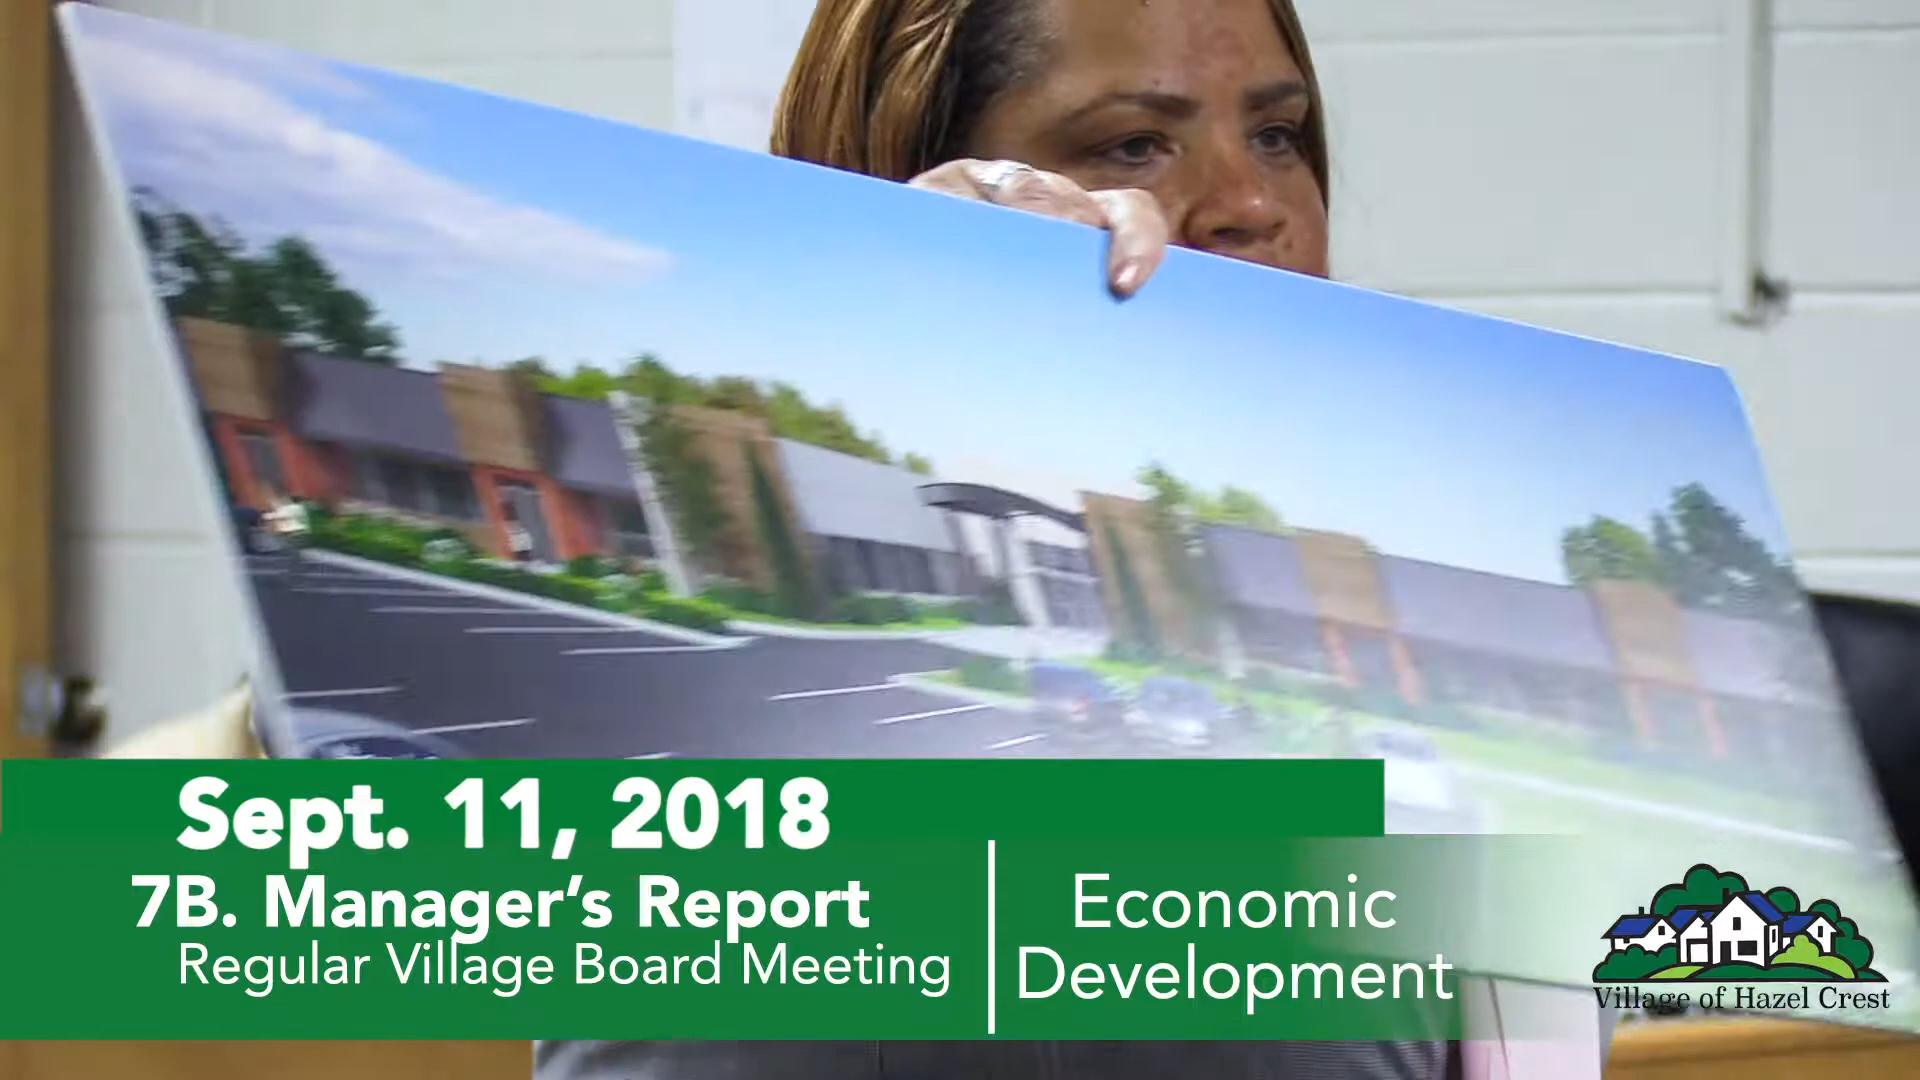 Sept. 11, 2018
7B. Manager's Report
Regular Village Board Meeting
Economic
Development
Village of Hazel Crest